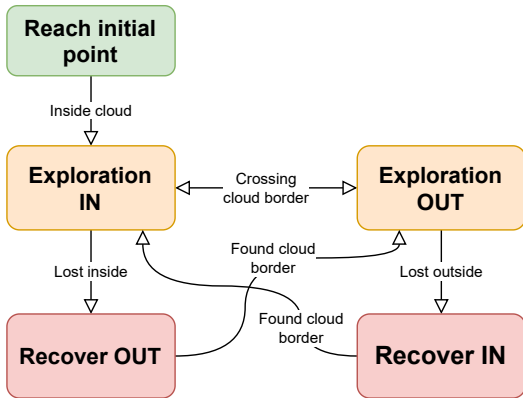 Reach initial
point
Inside cloud
Exploration
IN
Crossing
cloud border
Exploration
OUT
Lost inside
Found cloud
border
Lost outside
Found cloud
border
Recover OUT
Recover IN